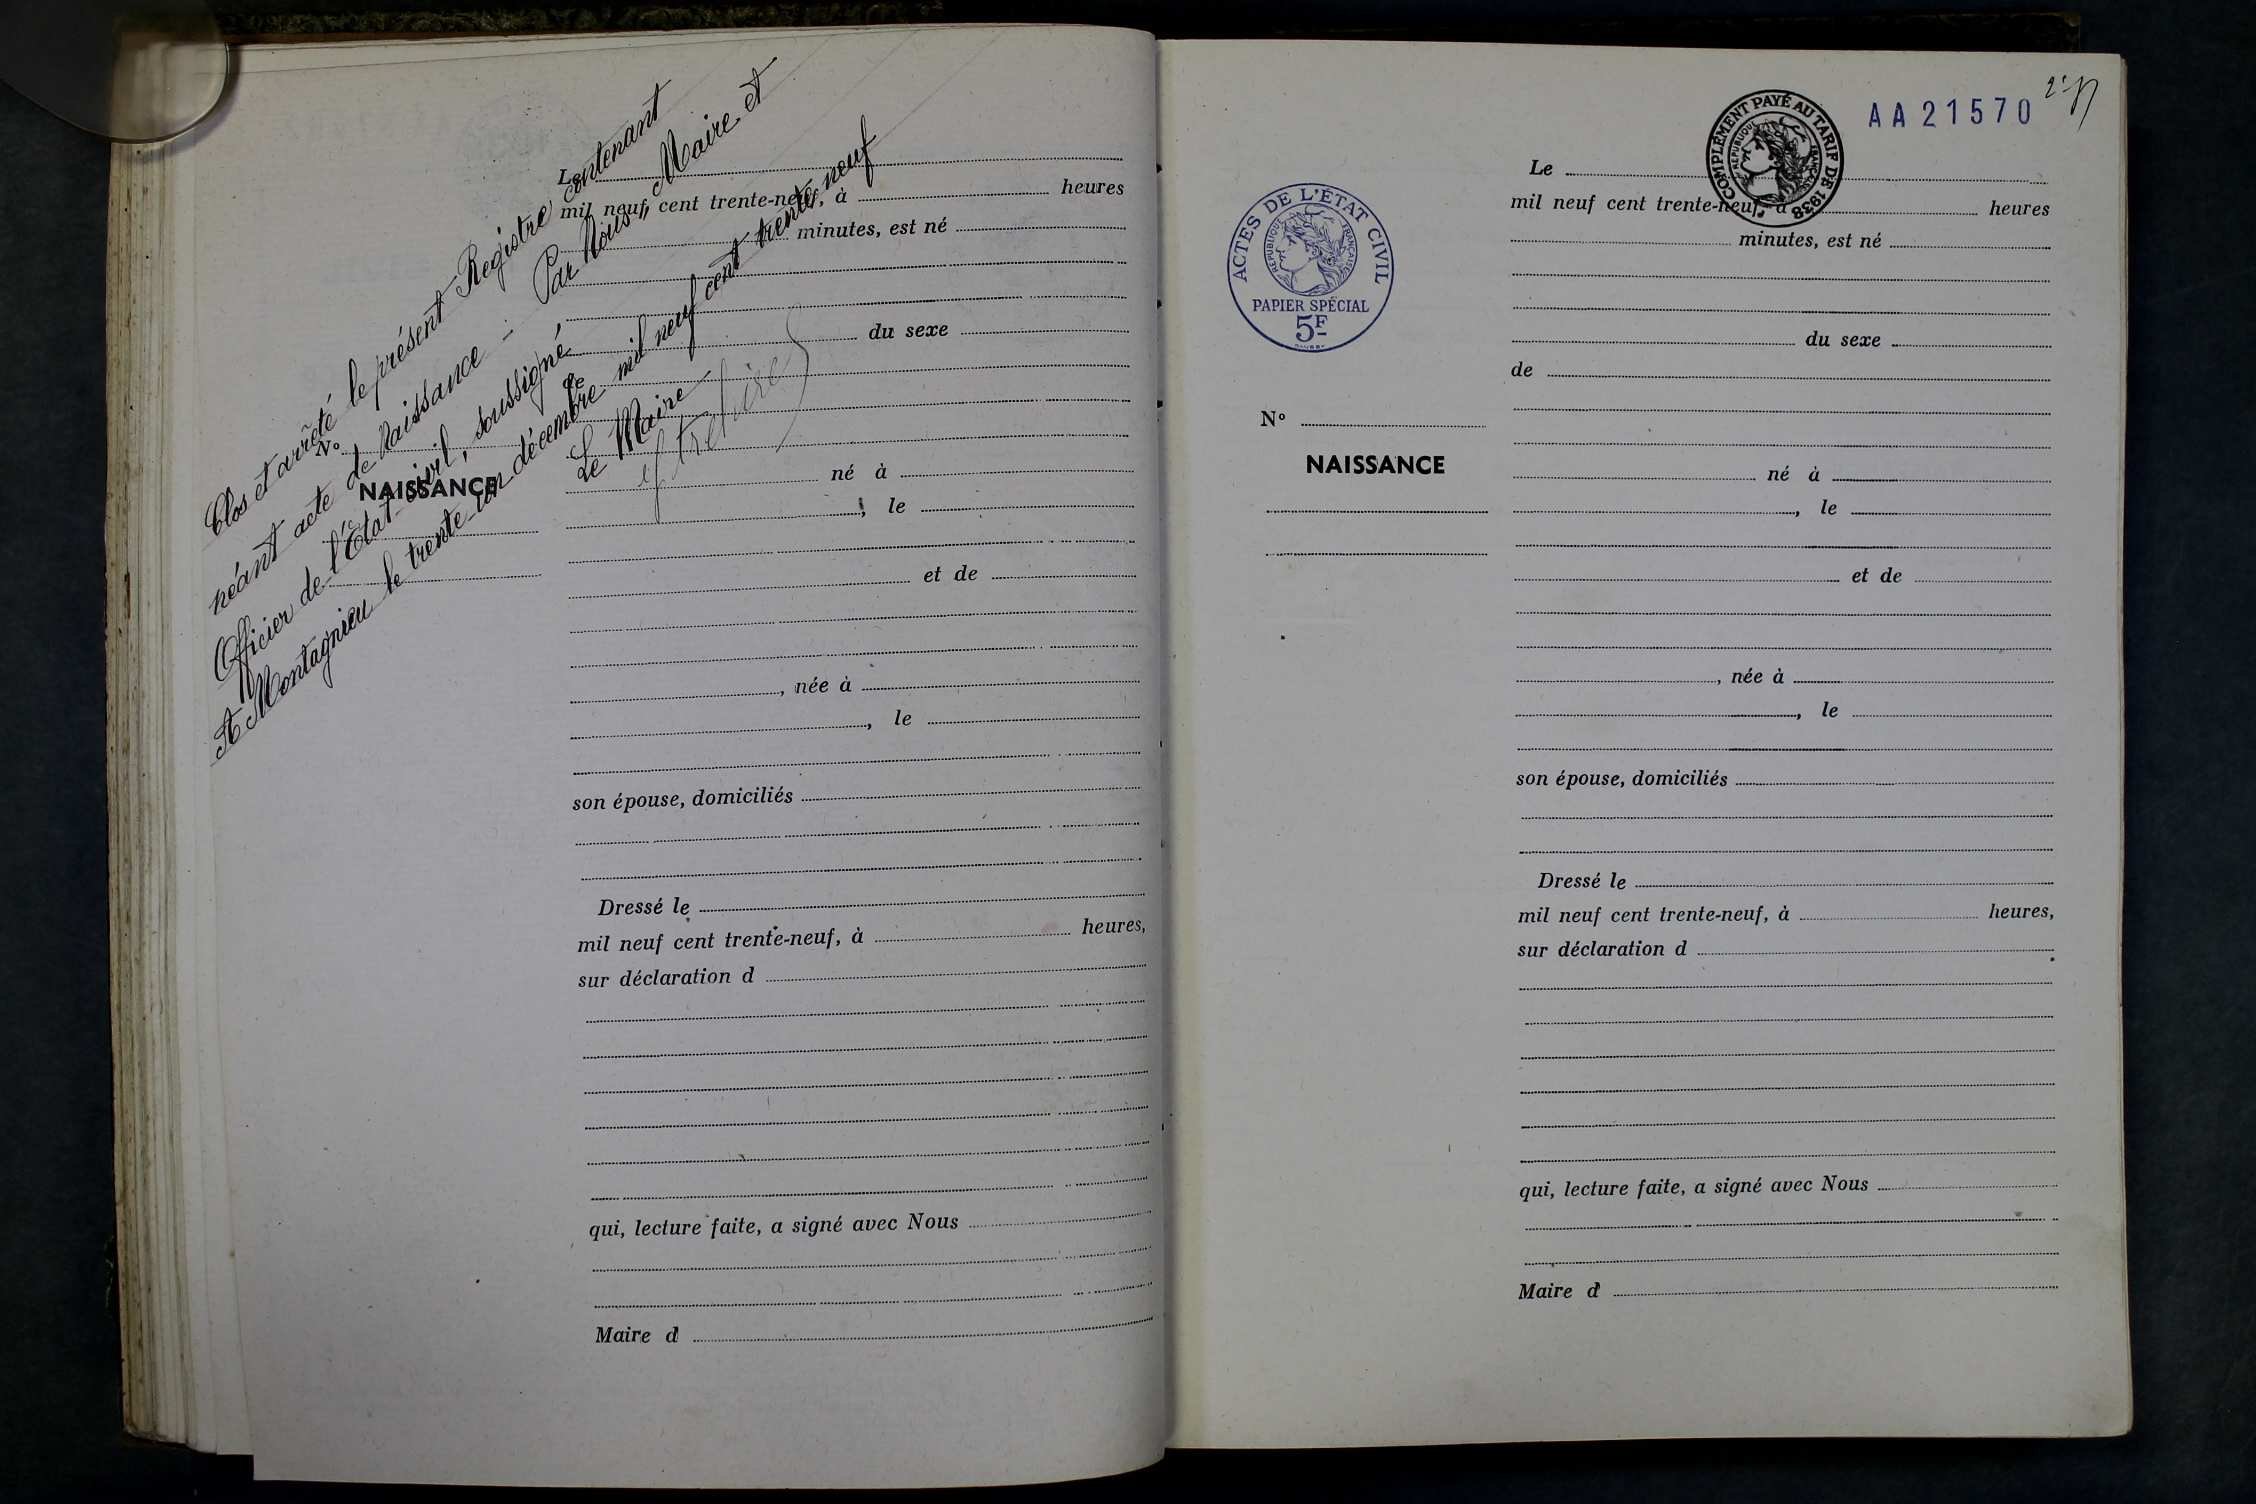 Clos et arrêté le présent Registre contenant
néant acte de Naissance - Par Nous, Maire et
Officier de l'État-civil, soussigné
A Montagnieu le trente un décembre mil neuf cent trente neuf
Le Maire
Le
mil neuf cent trente-neuf, à heures
minutes, est né
du sexe
de
N°
NAISSANCE
né à
, le
et de
, née à
, le
son épouse, domiciliés
Dressé le
mil neuf cent trente-neuf, à heures,
sur déclaration d
qui, lecture faite, a signé avec Nous
Maire d
COMPLÉMENT PAYÉ AU TARIF DE 1938
RÉPUBLIQUE FRANÇAISE
AA 21570
ACTES DE L'ÉTAT CIVIL
RÉPUBLIQUE FRANÇAISE
PAPIER SPÉCIAL
5F
Le
mil neuf cent trente-neuf, à heures
minutes, est né
du sexe
de
N°
NAISSANCE
né à
, le
et de
, née à
, le
son épouse, domiciliés
Dressé le
mil neuf cent trente-neuf, à heures,
sur déclaration d
qui, lecture faite, a signé avec Nous
Maire d